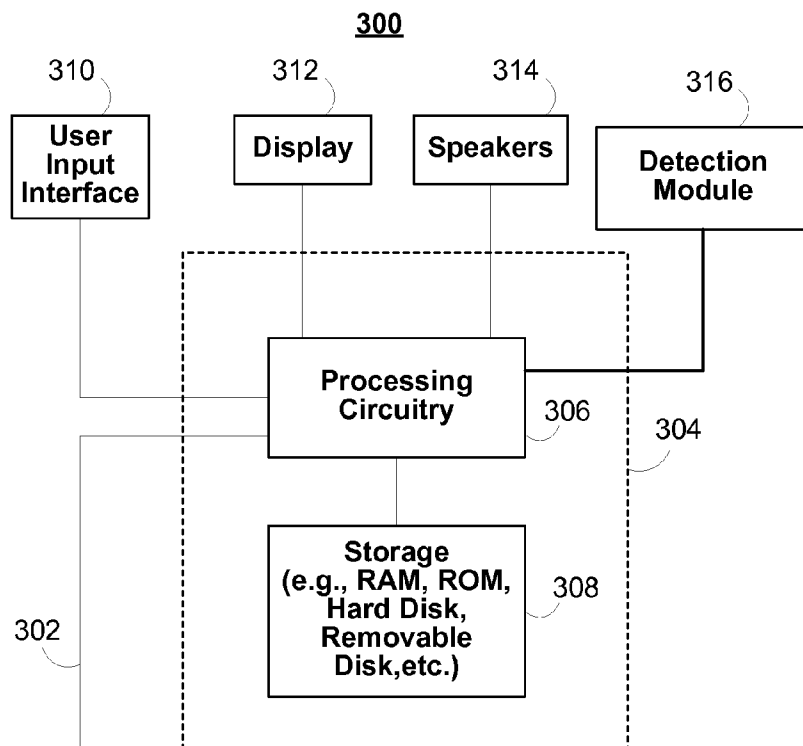 300
310
312
314
316
User
Input
Interface
Display
Speakers
Detection
Module
Processing
Circuitry
306
304
Storage
(e.g., RAM, ROM,
Hard Disk,
Removable
Disk,etc.)
308
302